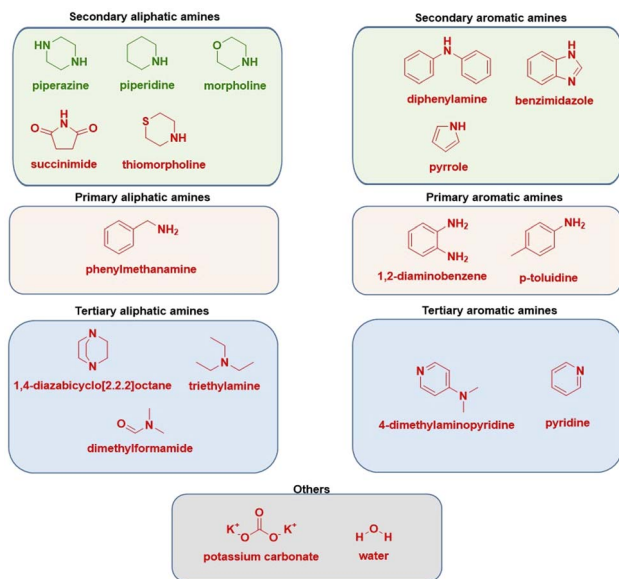 Secondary aliphatic amines
HN
NH
piperazine
NH
piperidine
O
NH
morpholine
H
N
O
O
succinimide
S
NH
thiomorpholine
Secondary aromatic amines
H
N
diphenylamine
H
N
N
benzimidazole
NH
pyrrole
Primary aliphatic amines
NH2
phenylmethanamine
Primary aromatic amines
NH2
NH2
1,2-diaminobenzene
NH2
p-toluidine
Tertiary aliphatic amines
N
N
1,4-diazabicyclo[2.2.2]octane
N
triethylamine
O
N
dimethylformamide
Tertiary aromatic amines
N
N
4-dimethylaminopyridine
N
pyridine
Others
O
K+ -O O- K+
potassium carbonate
H O H
water